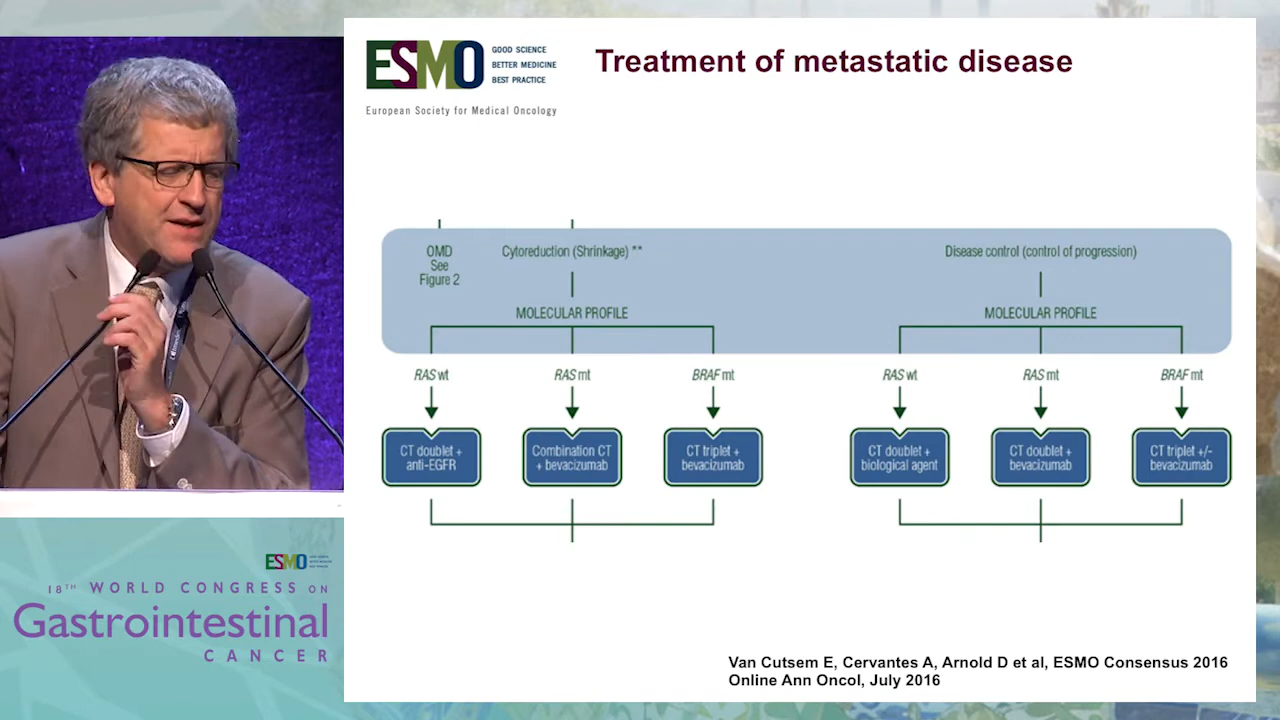 ESMO
GOOD SCIENCE
BETTER MEDICINE
BEST PRACTICE
European Society for Medical Oncology
Treatment of metastatic disease
OMD
See
Figure 2
Cytoreduction (Shrinkage) **
Disease control (control of progression)
MOLECULAR PROFILE
MOLECULAR PROFILE
RAS wt
RAS mt
BRAF mt
RAS wt
RAS mt
BRAF mt
CT doublet +
anti-EGFR
Combination CT
+ bevacizumab
CT triplet +
bevacizumab
CT doublet +
biological agent
CT doublet +
bevacizumab
CT triplet +/-
bevacizumab
Van Cutsem E, Cervantes A, Arnold D et al, ESMO Consensus 2016
Online Ann Oncol, July 2016
ESMO
18TH WORLD CONGRESS ON
Gastrointestinal
CANCER